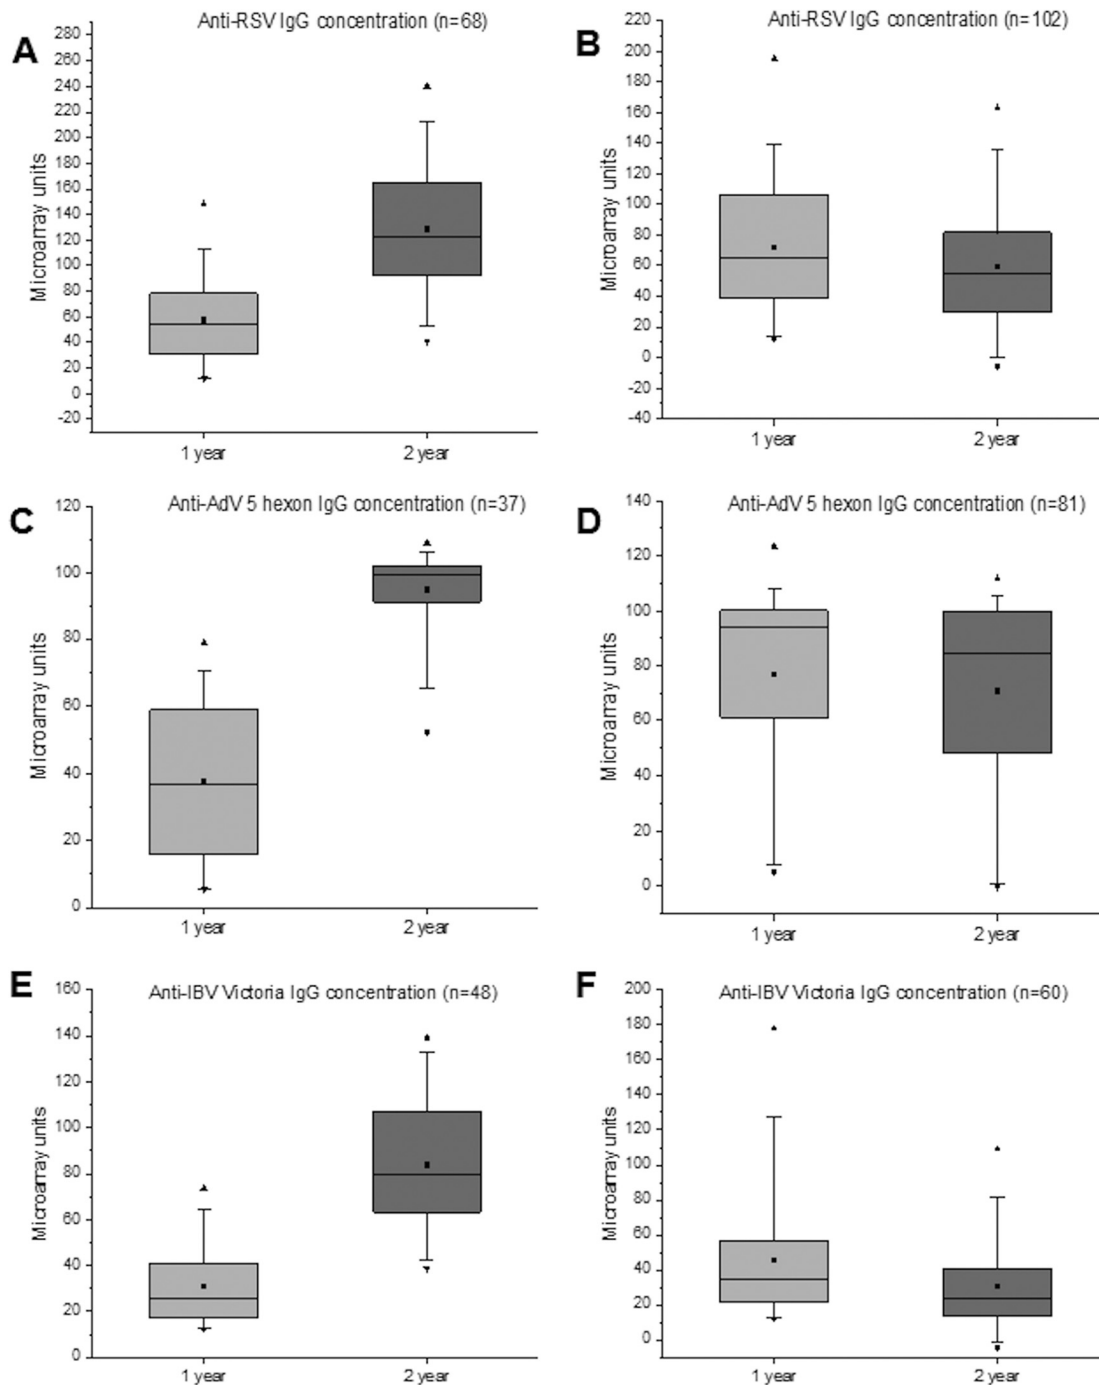 A
Anti-RSV IgG concentration (n=68)
Microarray units
280
260
240
220
200
180
160
140
120
100
80
60
40
20
0
-20
1 year
2 year
B
Anti-RSV IgG concentration (n=102)
Microarray units
220
200
180
160
140
120
100
80
60
40
20
0
-20
-40
1 year
2 year
C
Anti-AdV 5 hexon IgG concentration (n=37)
Microarray units
120
100
80
60
40
20
0
1 year
2 year
D
Anti-AdV 5 hexon IgG concentration (n=81)
Microarray units
140
120
100
80
60
40
20
0
1 year
2 year
E
Anti-IBV Victoria IgG concentration (n=48)
Microarray units
160
140
120
100
80
60
40
20
0
1 year
2 year
F
Anti-IBV Victoria IgG concentration (n=60)
Microarray units
200
180
160
140
120
100
80
60
40
20
0
1 year
2 year